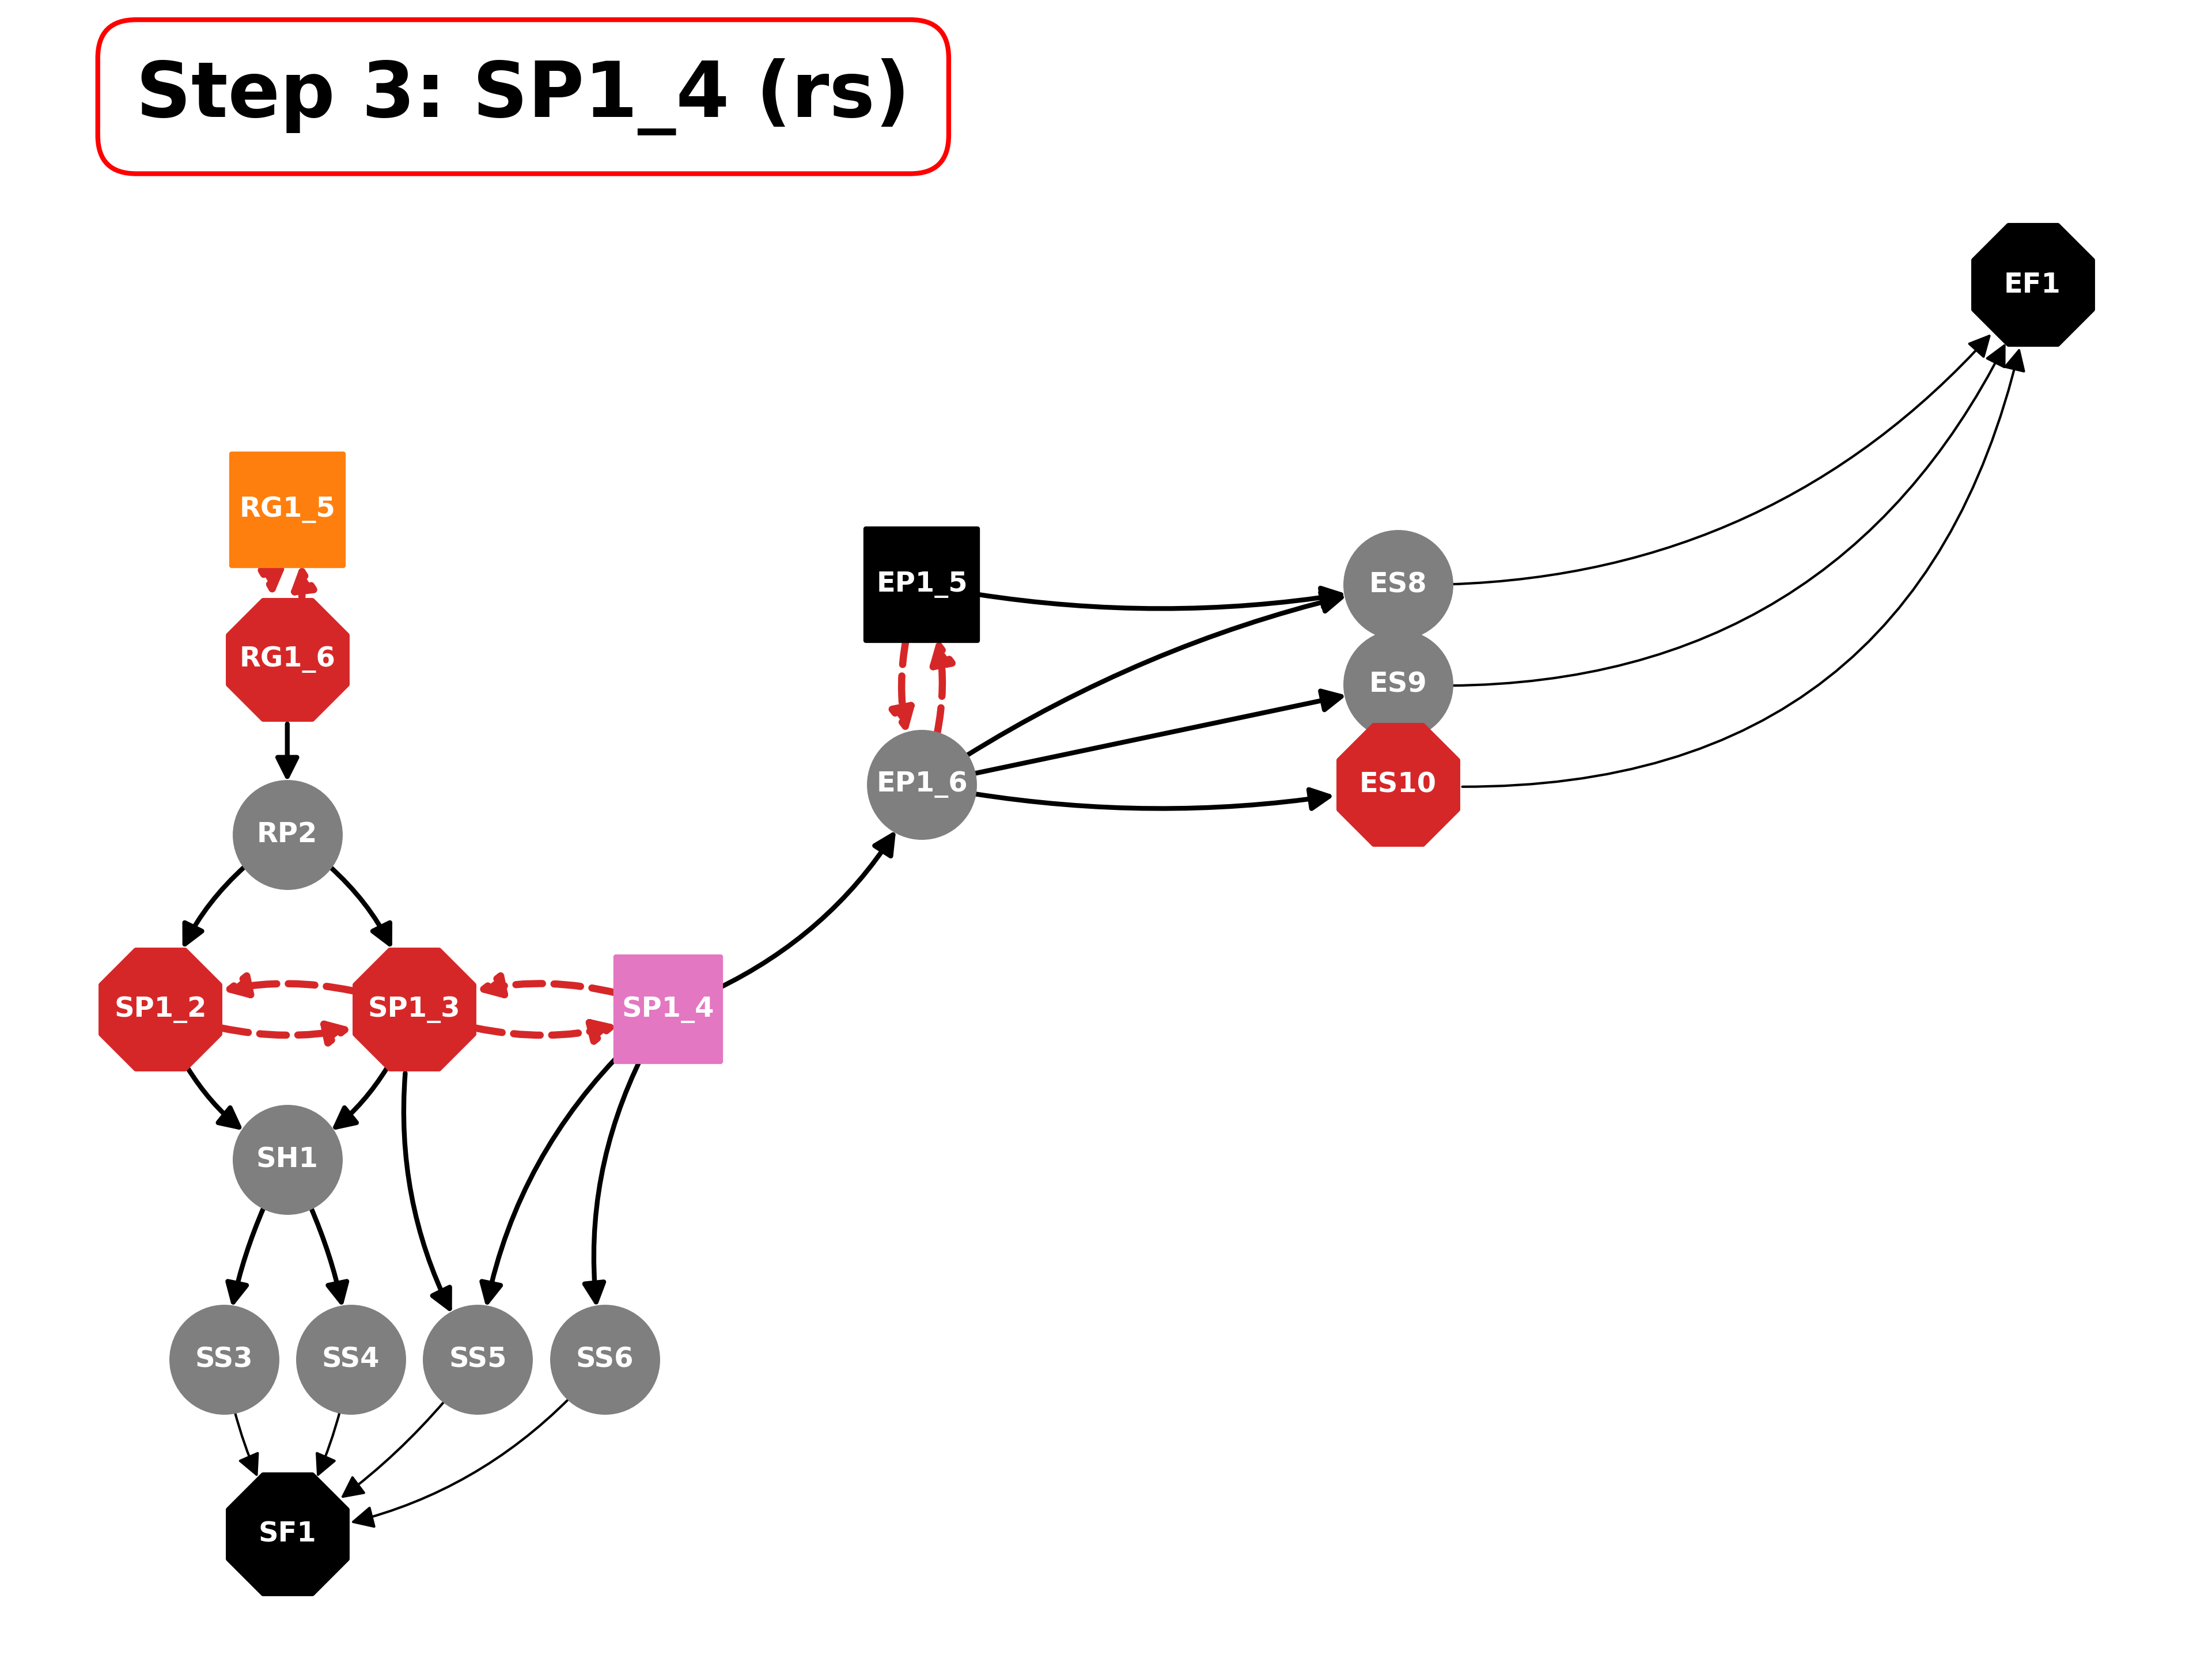 Step 3: SP1_4 (rs)
EF1
RG1_5
EP1_5
ES8
RG1_6
ES9
EP1_6
ES10
RP2
SP1_2
SP1_3
SP1_4
SH1
SS3
SS4
SS5
SS6
SF1